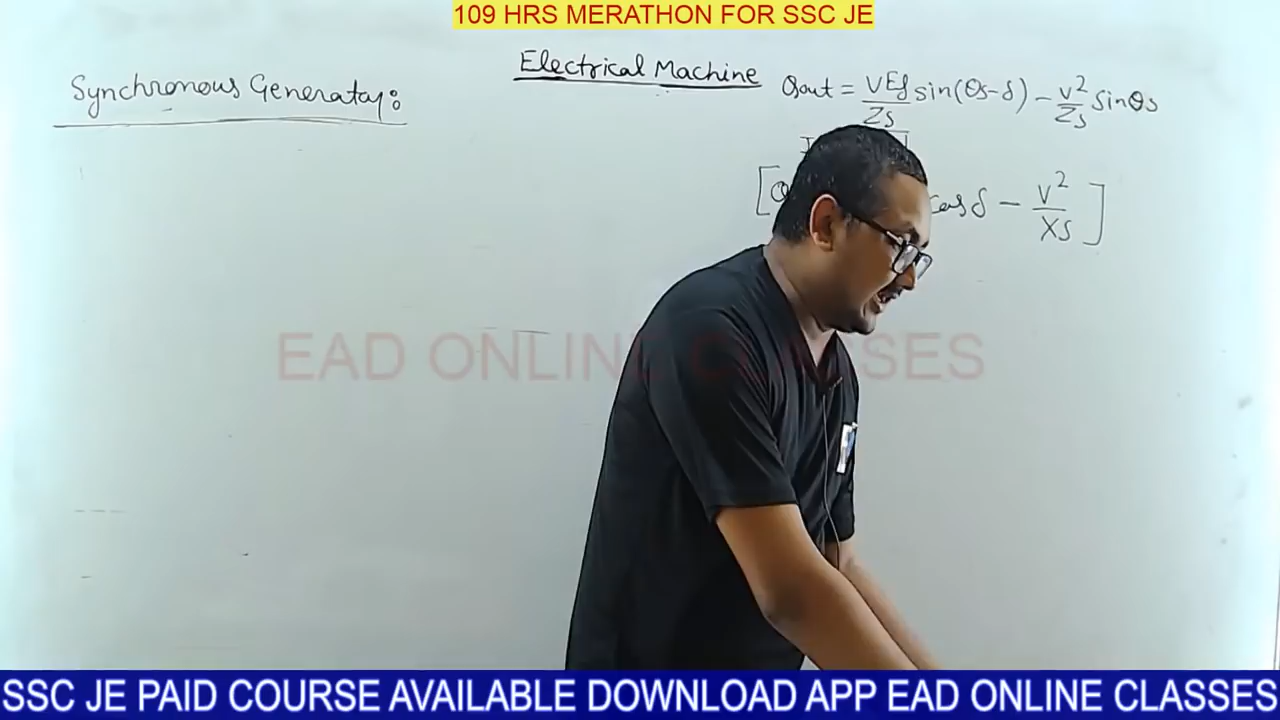 109 HRS MERATHON FOR SSC JE
Electrical Machine
Synchronous Generator:
Qout = VEf/Zs sin(θs-δ) - V²/Zs sinθs
[Q cosδ - V²/Xs]
EAD ONLINE CLASSES
SSC JE PAID COURSE AVAILABLE DOWNLOAD APP EAD ONLINE CLASSES